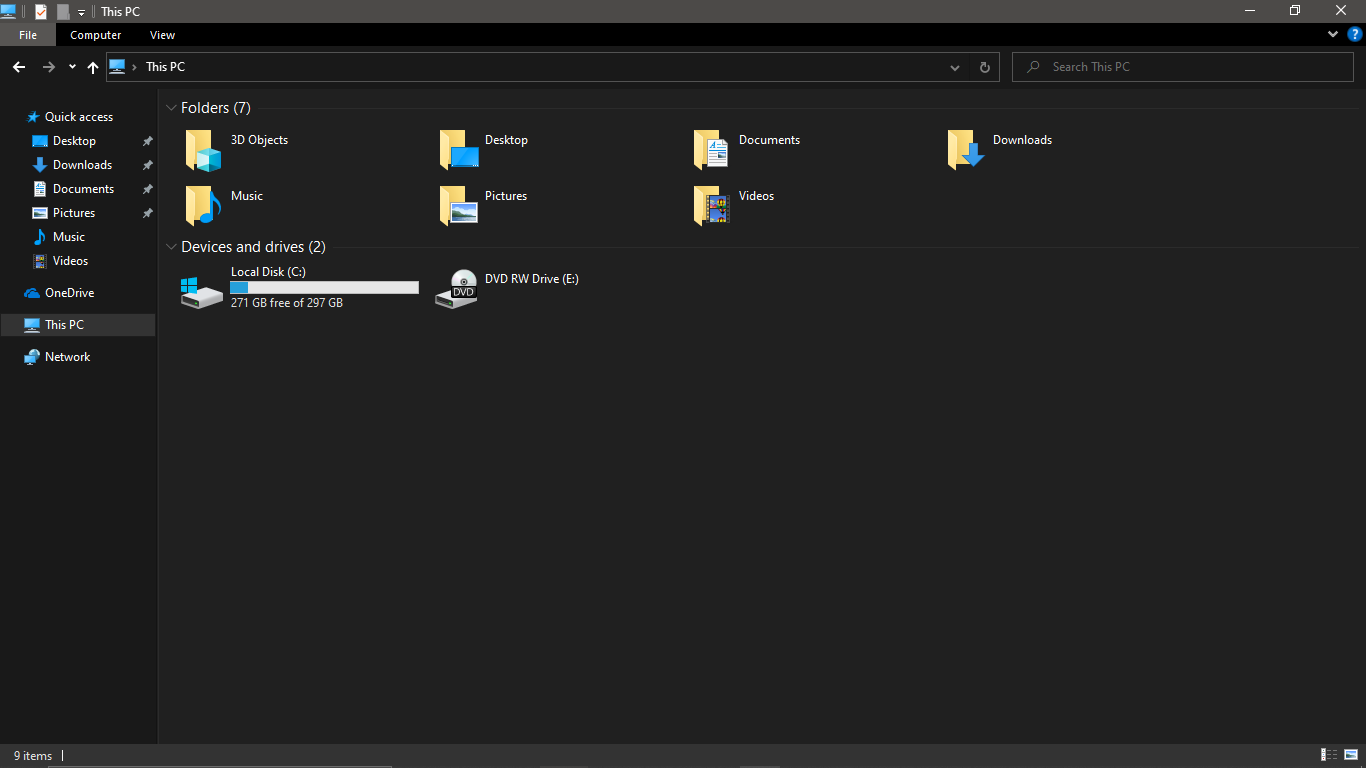 This PC
File Computer View
This PC
Search This PC
Quick access
Desktop
Downloads
Documents
Pictures
Music
Videos
OneDrive
This PC
Network
Folders (7)
3D Objects Desktop Documents Downloads
Music Pictures Videos
Devices and drives (2)
Local Disk (C:)
271 GB free of 297 GB
DVD
DVD RW Drive (E:)
9 items